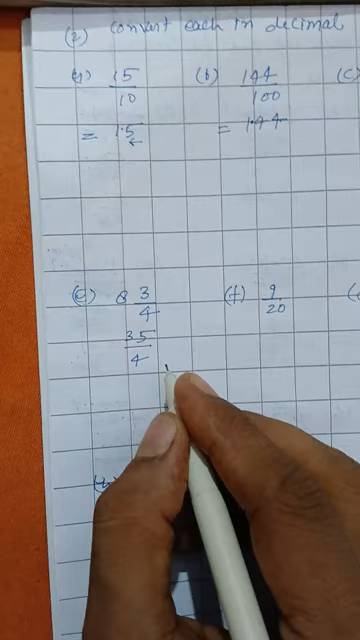 (2) convert each in decimal
(a) 15/10 (b) 144/100 (c)
= 1.5 = 1.44
(e) 8 3/4 (f) 9/20
35/4